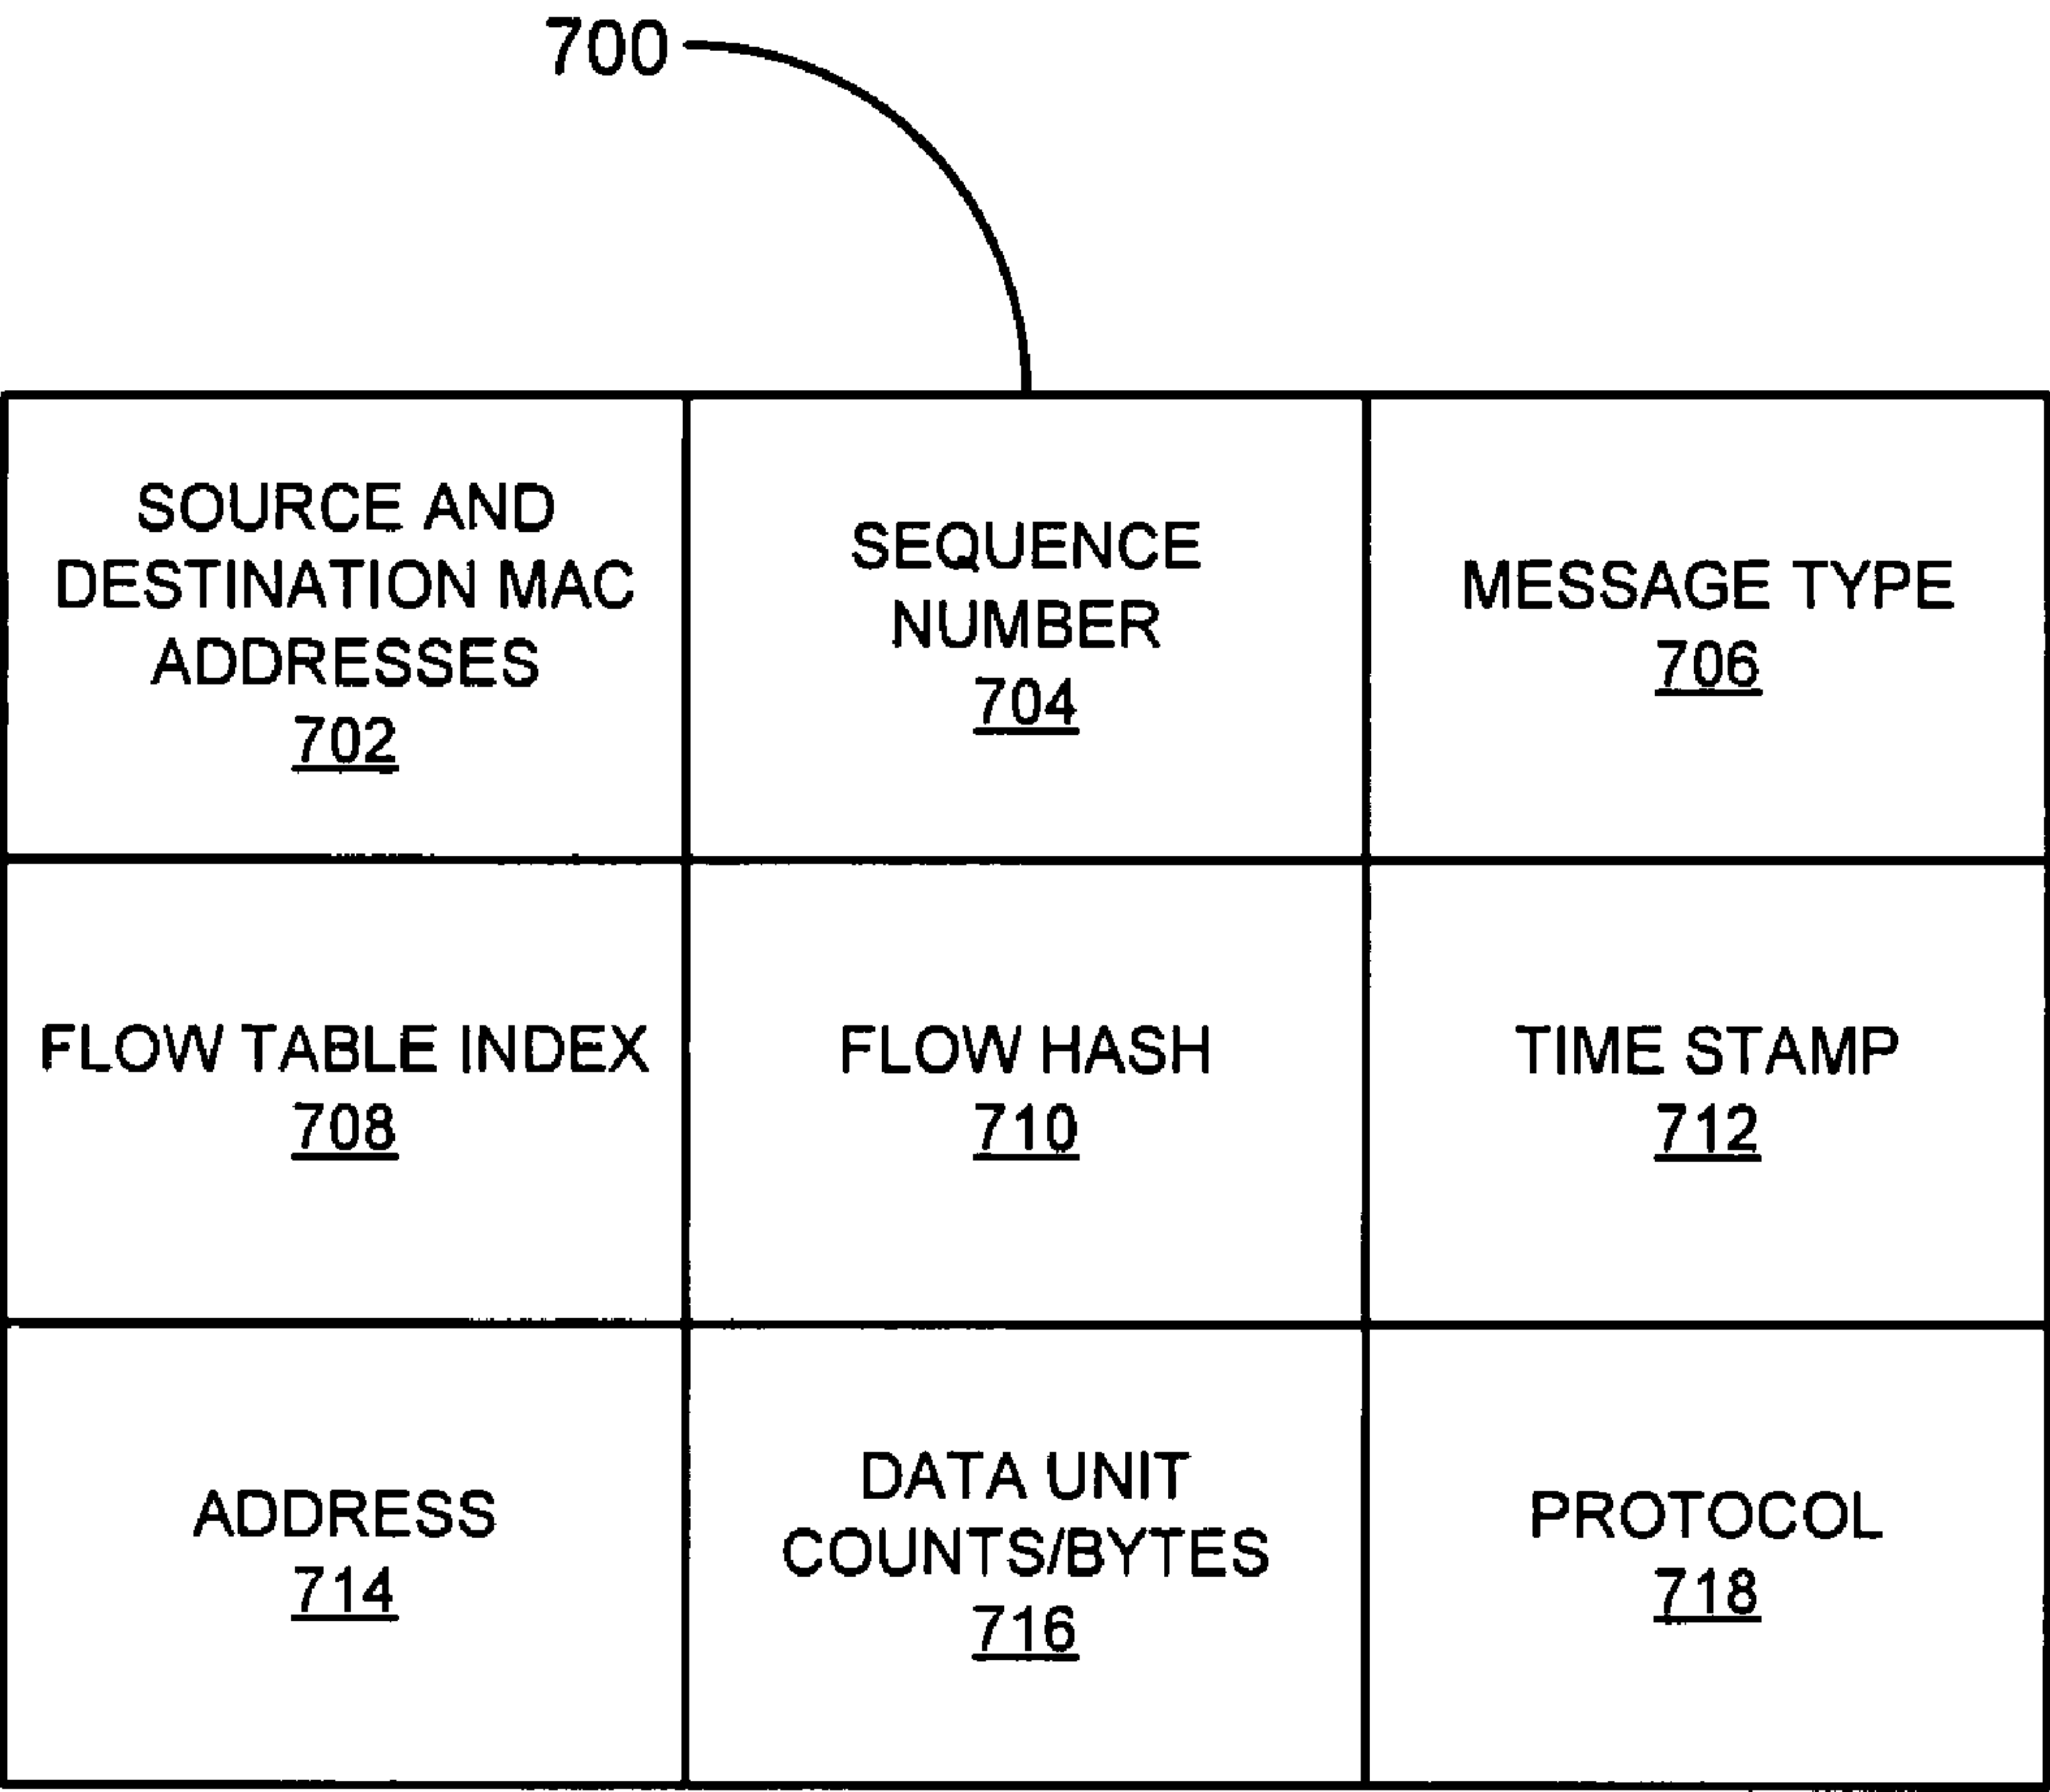 700
SOURCE AND
DESTINATION MAC
ADDRESSES
702
SEQUENCE
NUMBER
704
MESSAGE TYPE
706
FLOW TABLE INDEX
708
FLOW HASH
710
TIME STAMP
712
ADDRESS
714
DATA UNIT
COUNTS/BYTES
716
PROTOCOL
718